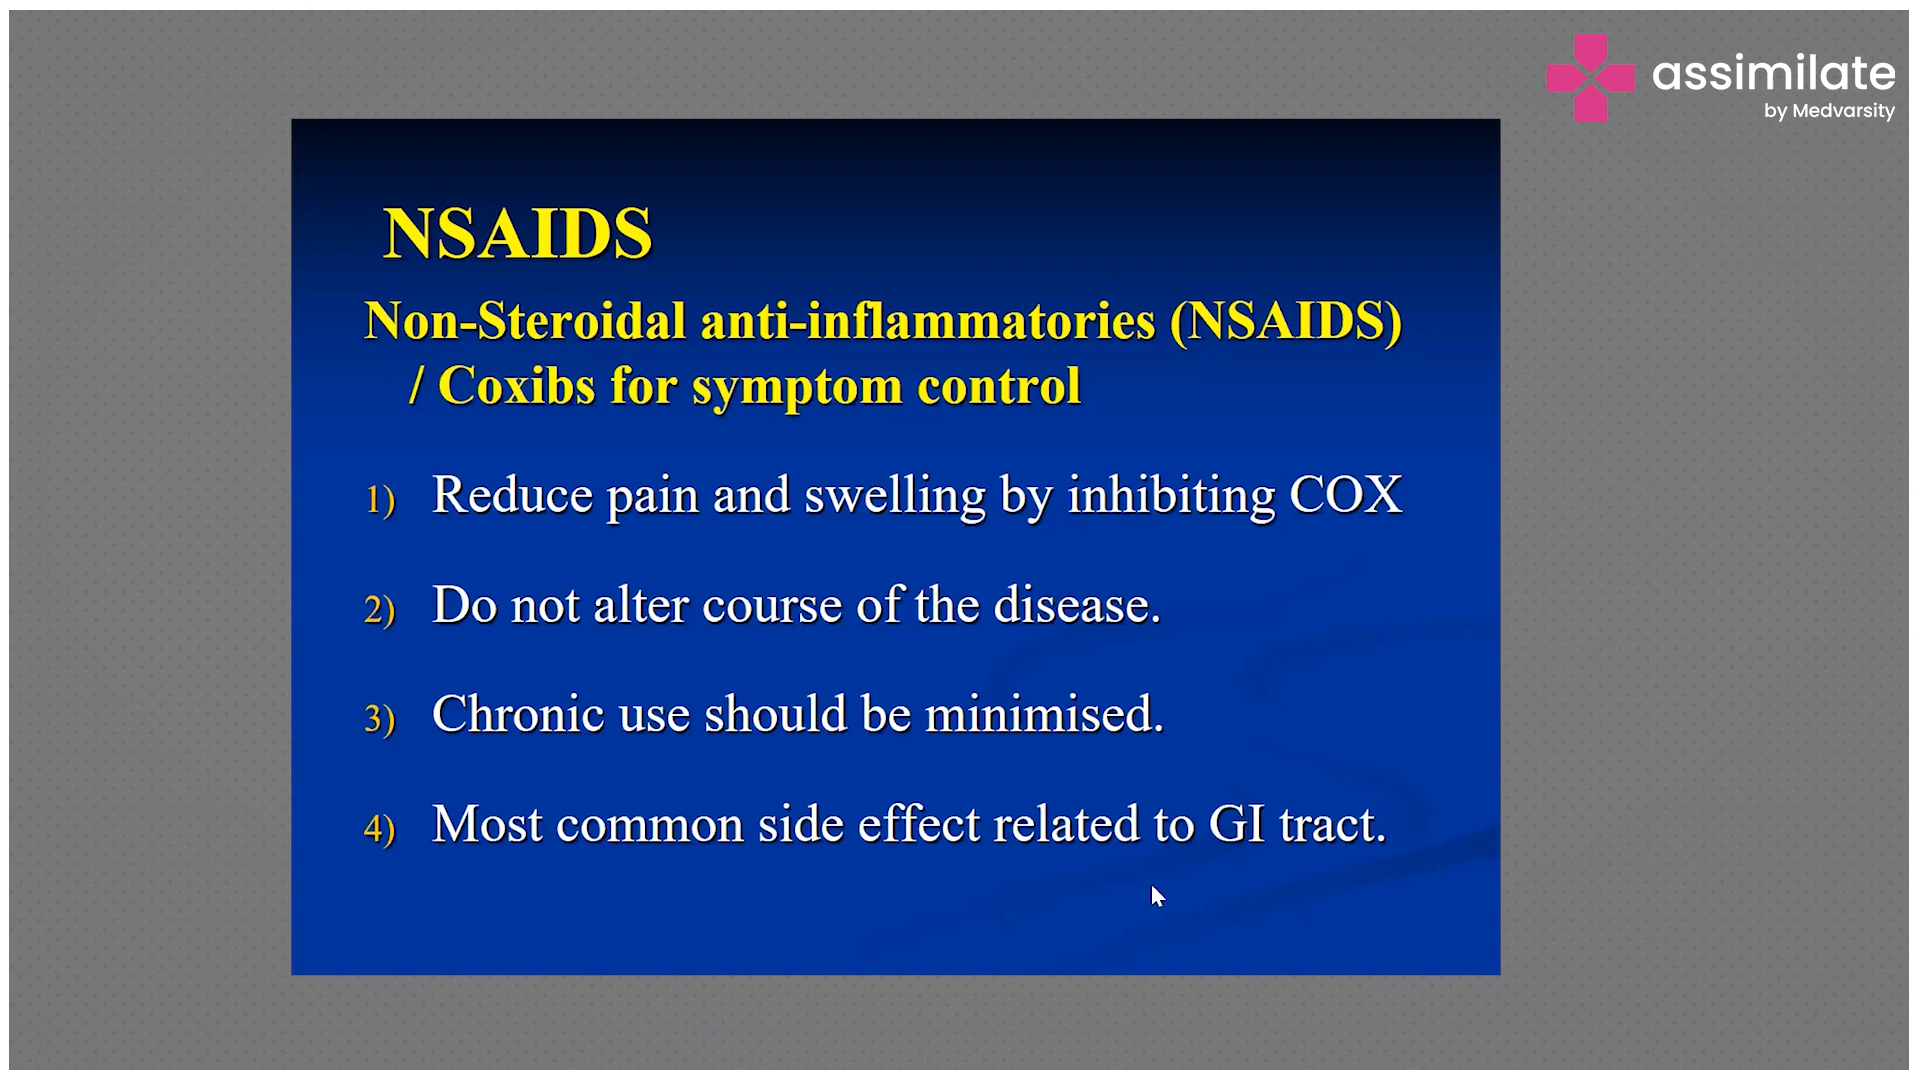 assimilate
by Medvarsity
NSAIDS
Non-Steroidal anti-inflammatories (NSAIDS)
/ Coxibs for symptom control
1) Reduce pain and swelling by inhibiting COX
2) Do not alter course of the disease.
3) Chronic use should be minimised.
4) Most common side effect related to GI tract.